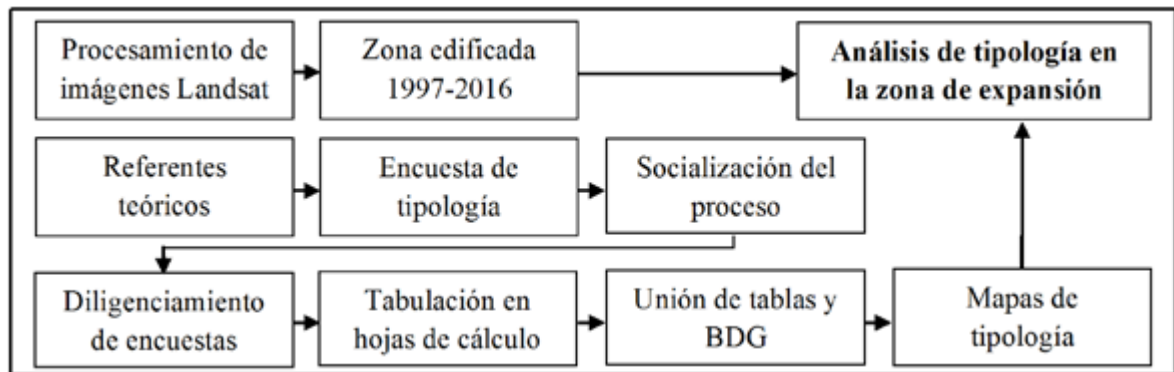 Procesamiento de
imágenes Landsat
Zona edificada
1997-2016
Análisis de tipología en
la zona de expansión
Referentes
teóricos
Encuesta de
tipología
Socialización del
proceso
Diligenciamiento
de encuestas
Tabulación en
hojas de cálculo
Unión de tablas y
BDG
Mapas de
tipología